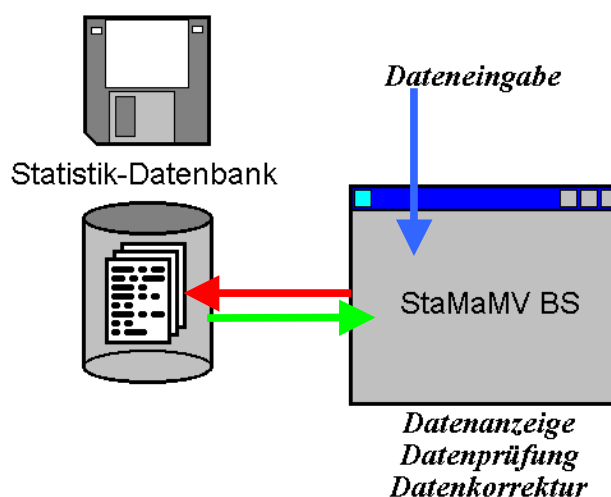 Dateneingabe
Statistik-Datenbank
StaMaMV BS
Datenanzeige
Datenprüfung
Datenkorrektur